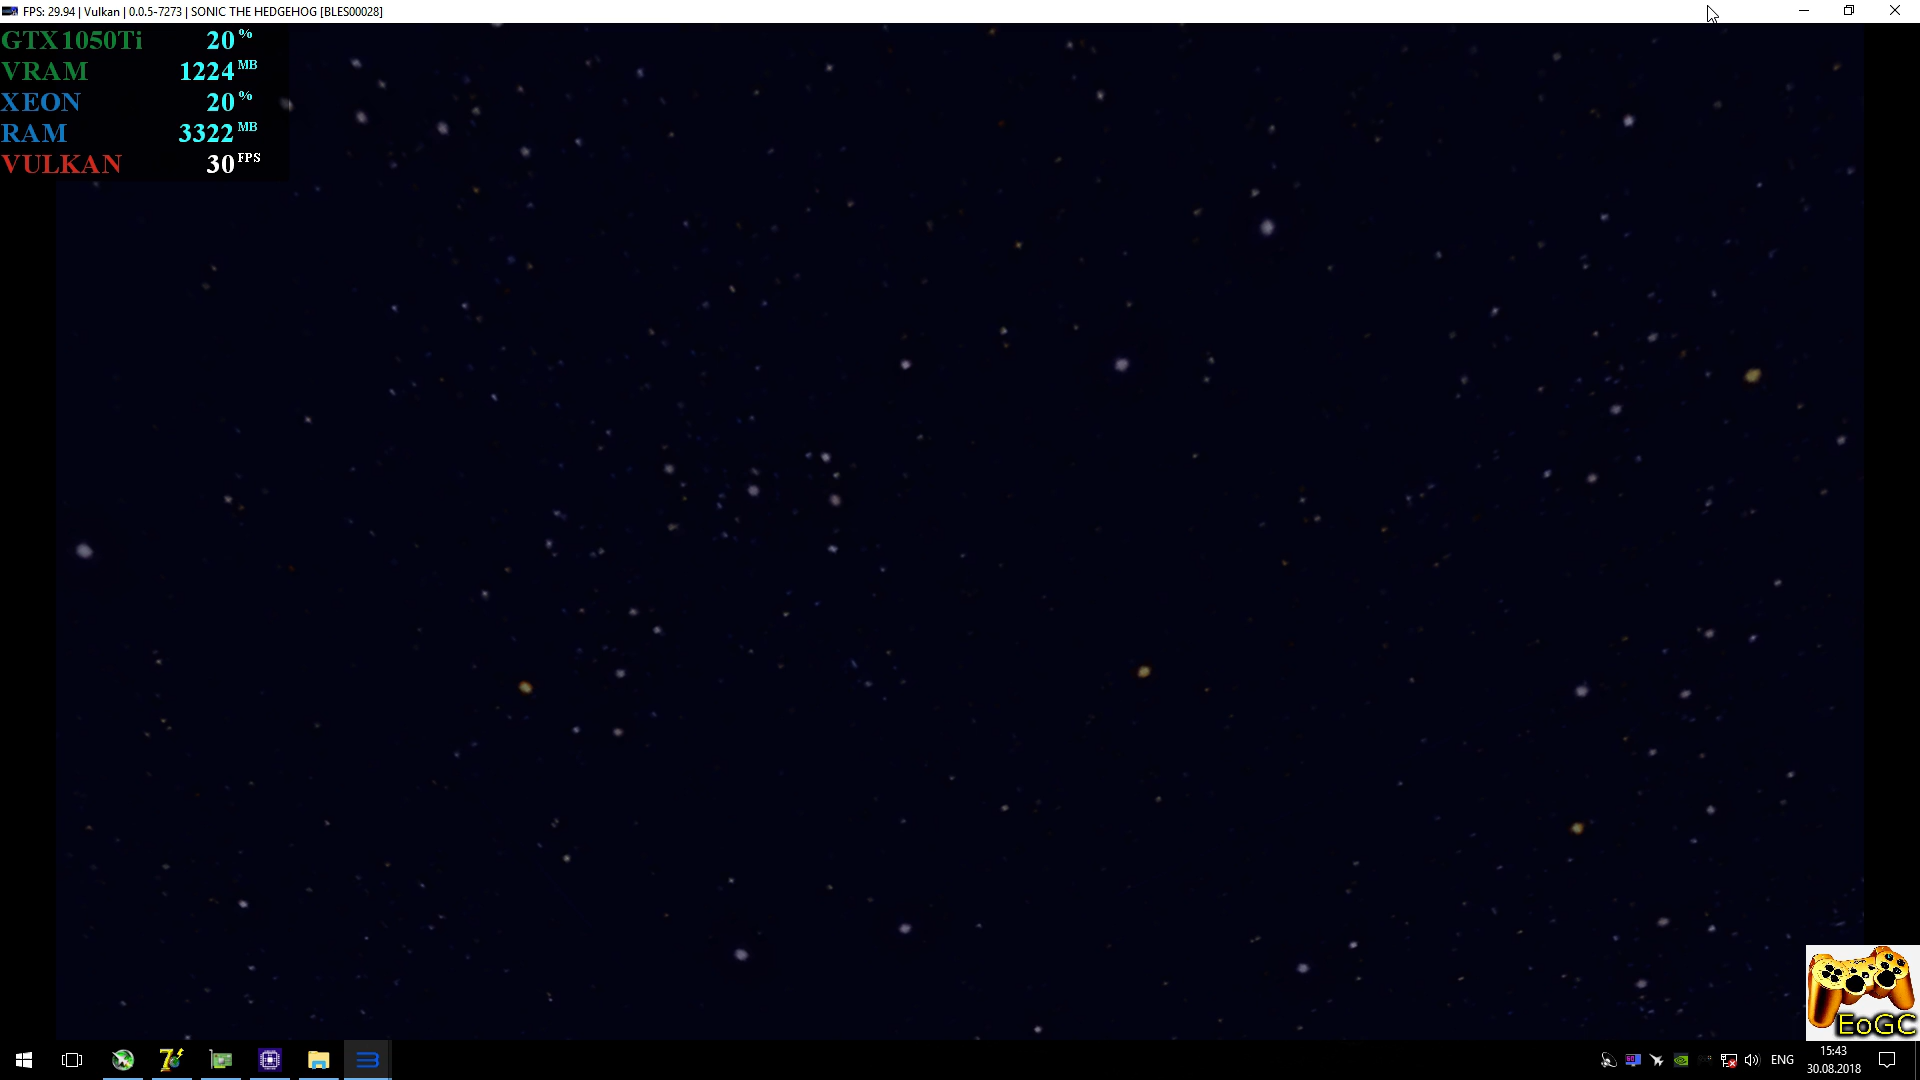 FPS: 29.94 | Vulkan | 0.0.5-7273 | SONIC THE HEDGEHOG [BLES00028]
GTX1050Ti 20 %
VRAM 1224 MB
XEON 20 %
RAM 3322 MB
VULKAN 30 FPS
EoGC
ENG
15:43
30.08.2018